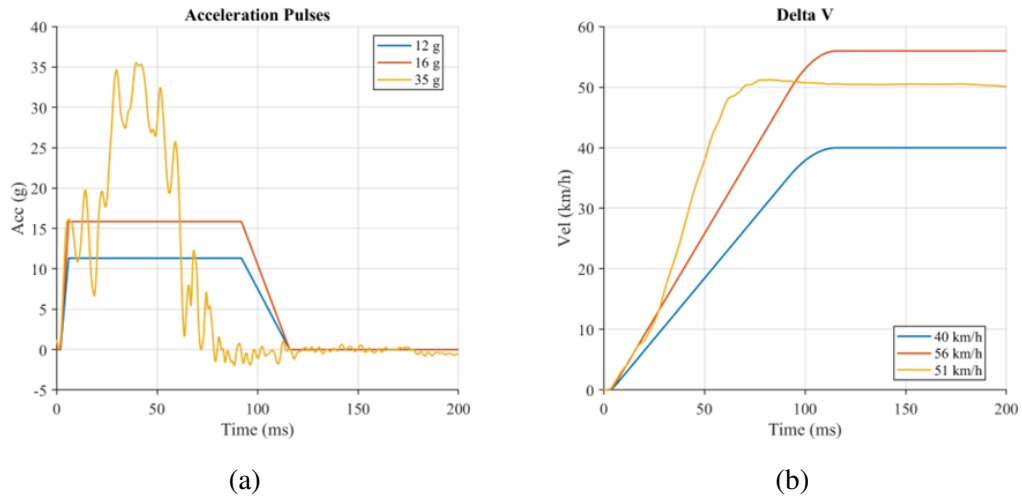 Acceleration Pulses
40
35
30
25
20
15
10
5
0
-5
Acc (g)
12 g
16 g
35 g
0 50 100 150 200
Time (ms)
(a)
Delta V
60
50
40
30
20
10
0
Vel (km/h)
40 km/h
56 km/h
51 km/h
0 50 100 150 200
Time (ms)
(b)